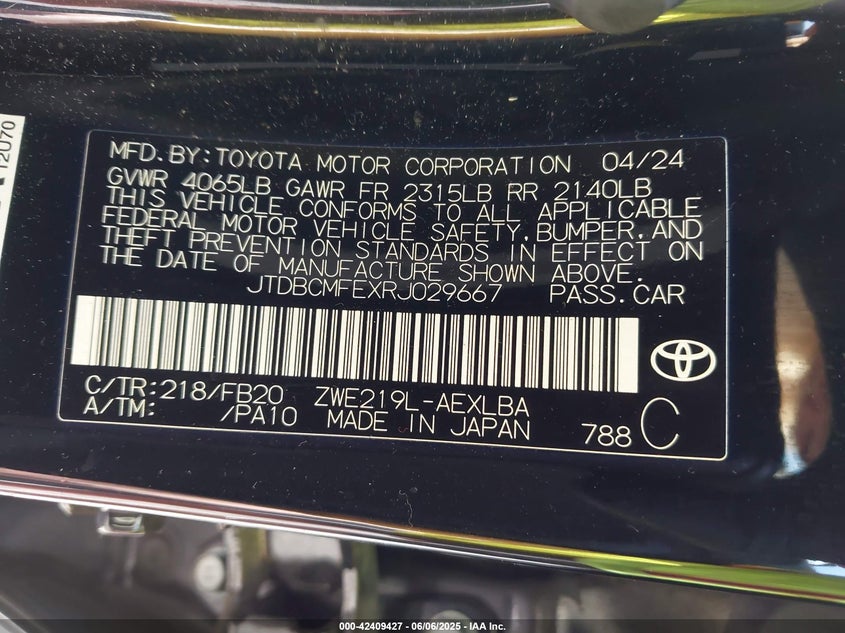 12U70
MFD.BY:TOYOTA MOTOR CORPORATION 04/24
GVWR 4065LB GAWR FR 2315LB RR 2140LB
THIS VEHICLE CONFORMS TO ALL APPLICABLE
FEDERAL MOTOR VEHICLE SAFETY,BUMPER,AND
THEFT PREVENTION STANDARDS IN EFFECT ON
THE DATE OF MANUFACTURE SHOWN ABOVE.
JTDBCMFEXRJ029667 PASS.CAR
C/TR:218/FB20 ZWE219L-AEXLBA
A/TM: /PA10 MADE IN JAPAN 788 C
000-42409427 - 06/06/2025 - IAA Inc.